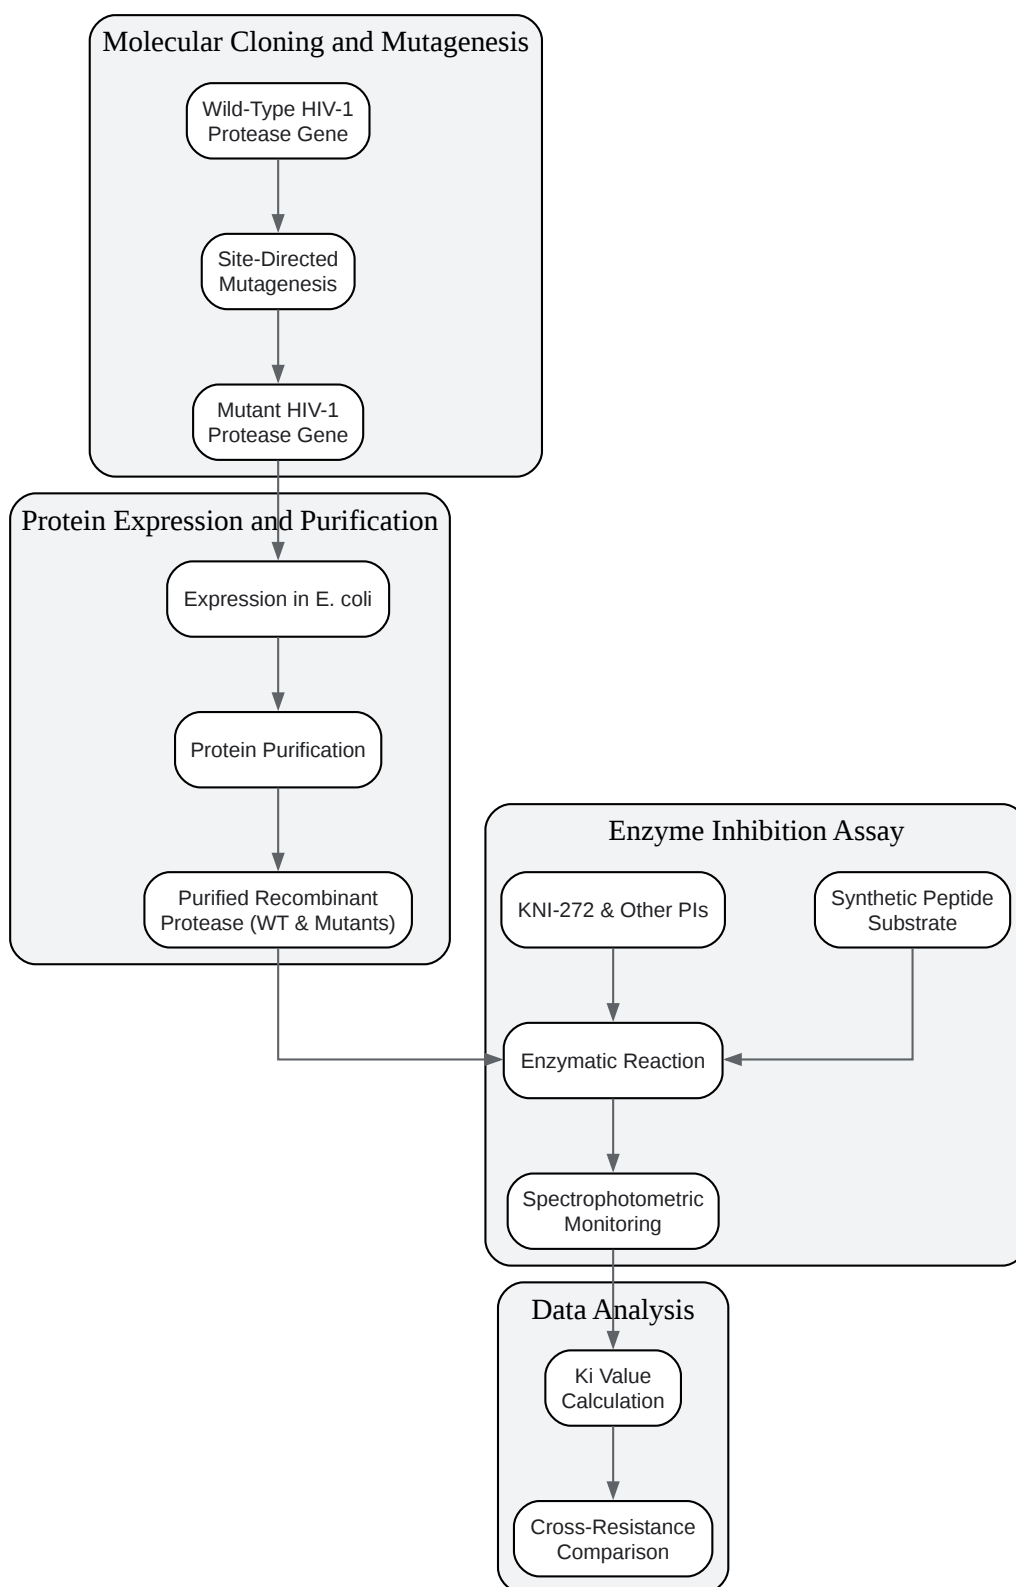 Molecular Cloning and Mutagenesis
Wild-Type HIV-1
Protease Gene
Site-Directed
Mutagenesis
Mutant HIV-1
Protease Gene
Protein Expression and Purification
Expression in E. coli
Protein Purification
Purified Recombinant
Protease (WT & Mutants)
Enzyme Inhibition Assay
KNI-272 & Other PIs
Synthetic Peptide
Substrate
Enzymatic Reaction
Spectrophotometric
Monitoring
Data Analysis
Ki Value
Calculation
Cross-Resistance
Comparison